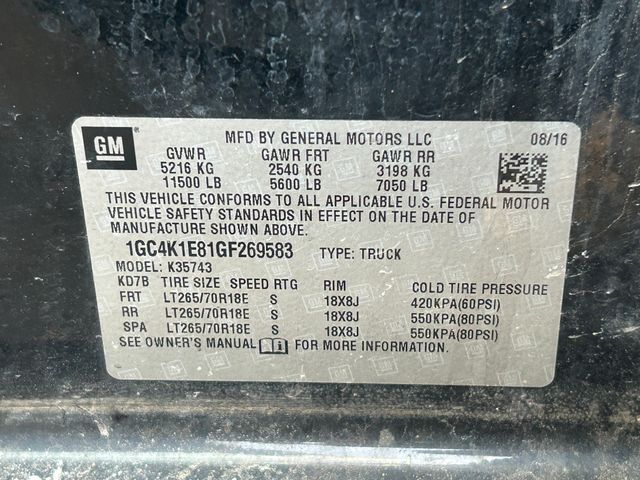 GM
MFD BY GENERAL MOTORS LLC 08/16
GVWR GAWR FRT GAWR RR
5216 KG 2540 KG 3198 KG
11500 LB 5600 LB 7050 LB
THIS VEHICLE CONFORMS TO ALL APPLICABLE U.S. FEDERAL MOTOR
VEHICLE SAFETY STANDARDS IN EFFECT ON THE DATE OF
MANUFACTURE SHOWN ABOVE.
1GC4K1E81GF269583 TYPE: TRUCK
MODEL: K35743
KD7B TIRE SIZE SPEED RTG RIM COLD TIRE PRESSURE
FRT LT265/70R18E S 18X8J 420KPA(60PSI)
RR LT265/70R18E S 18X8J 550KPA(80PSI)
SPA LT265/70R18E S 18X8J 550KPA(80PSI)
SEE OWNER'S MANUAL FOR MORE INFORMATION.